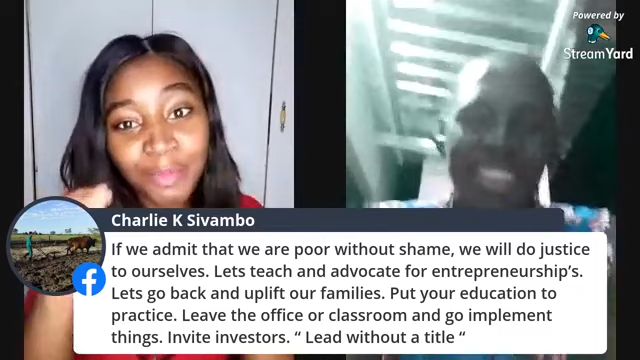 Powered by
StreamYard
Charlie K Sivambo
If we admit that we are poor without shame, we will do justice
to ourselves. Lets teach and advocate for entrepreneurship’s.
Lets go back and uplift our families. Put your education to
practice. Leave the office or classroom and go implement
things. Invite investors. “ Lead without a title “